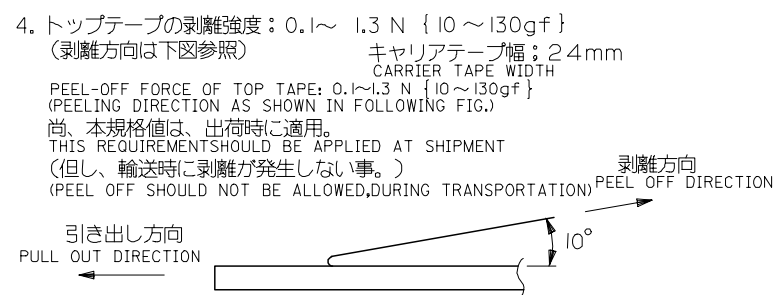 4. トップテープの剥離強度：0.1～ 1.3 N {10～130gf}
（剥離方向は下図参照）
キャリアテープ幅；24mm
CARRIER TAPE WIDTH
PEEL-OFF FORCE OF TOP TAPE: 0.1～1.3 N {10～130gf}
(PEELING DIRECTION AS SHOWN IN FOLLOWING FIG.)
尚、本規格値は、出荷時に適用。
THIS REQUIREMENTSHOULD BE APPLIED AT SHIPMENT
（但し、輸送時に剥離が発生しない事。）
(PEEL OFF SHOULD NOT BE ALLOWED,DURING TRANSPORTATION)
剥離方向
PEEL OFF DIRECTION
引き出し方向
PULL OUT DIRECTION
10°